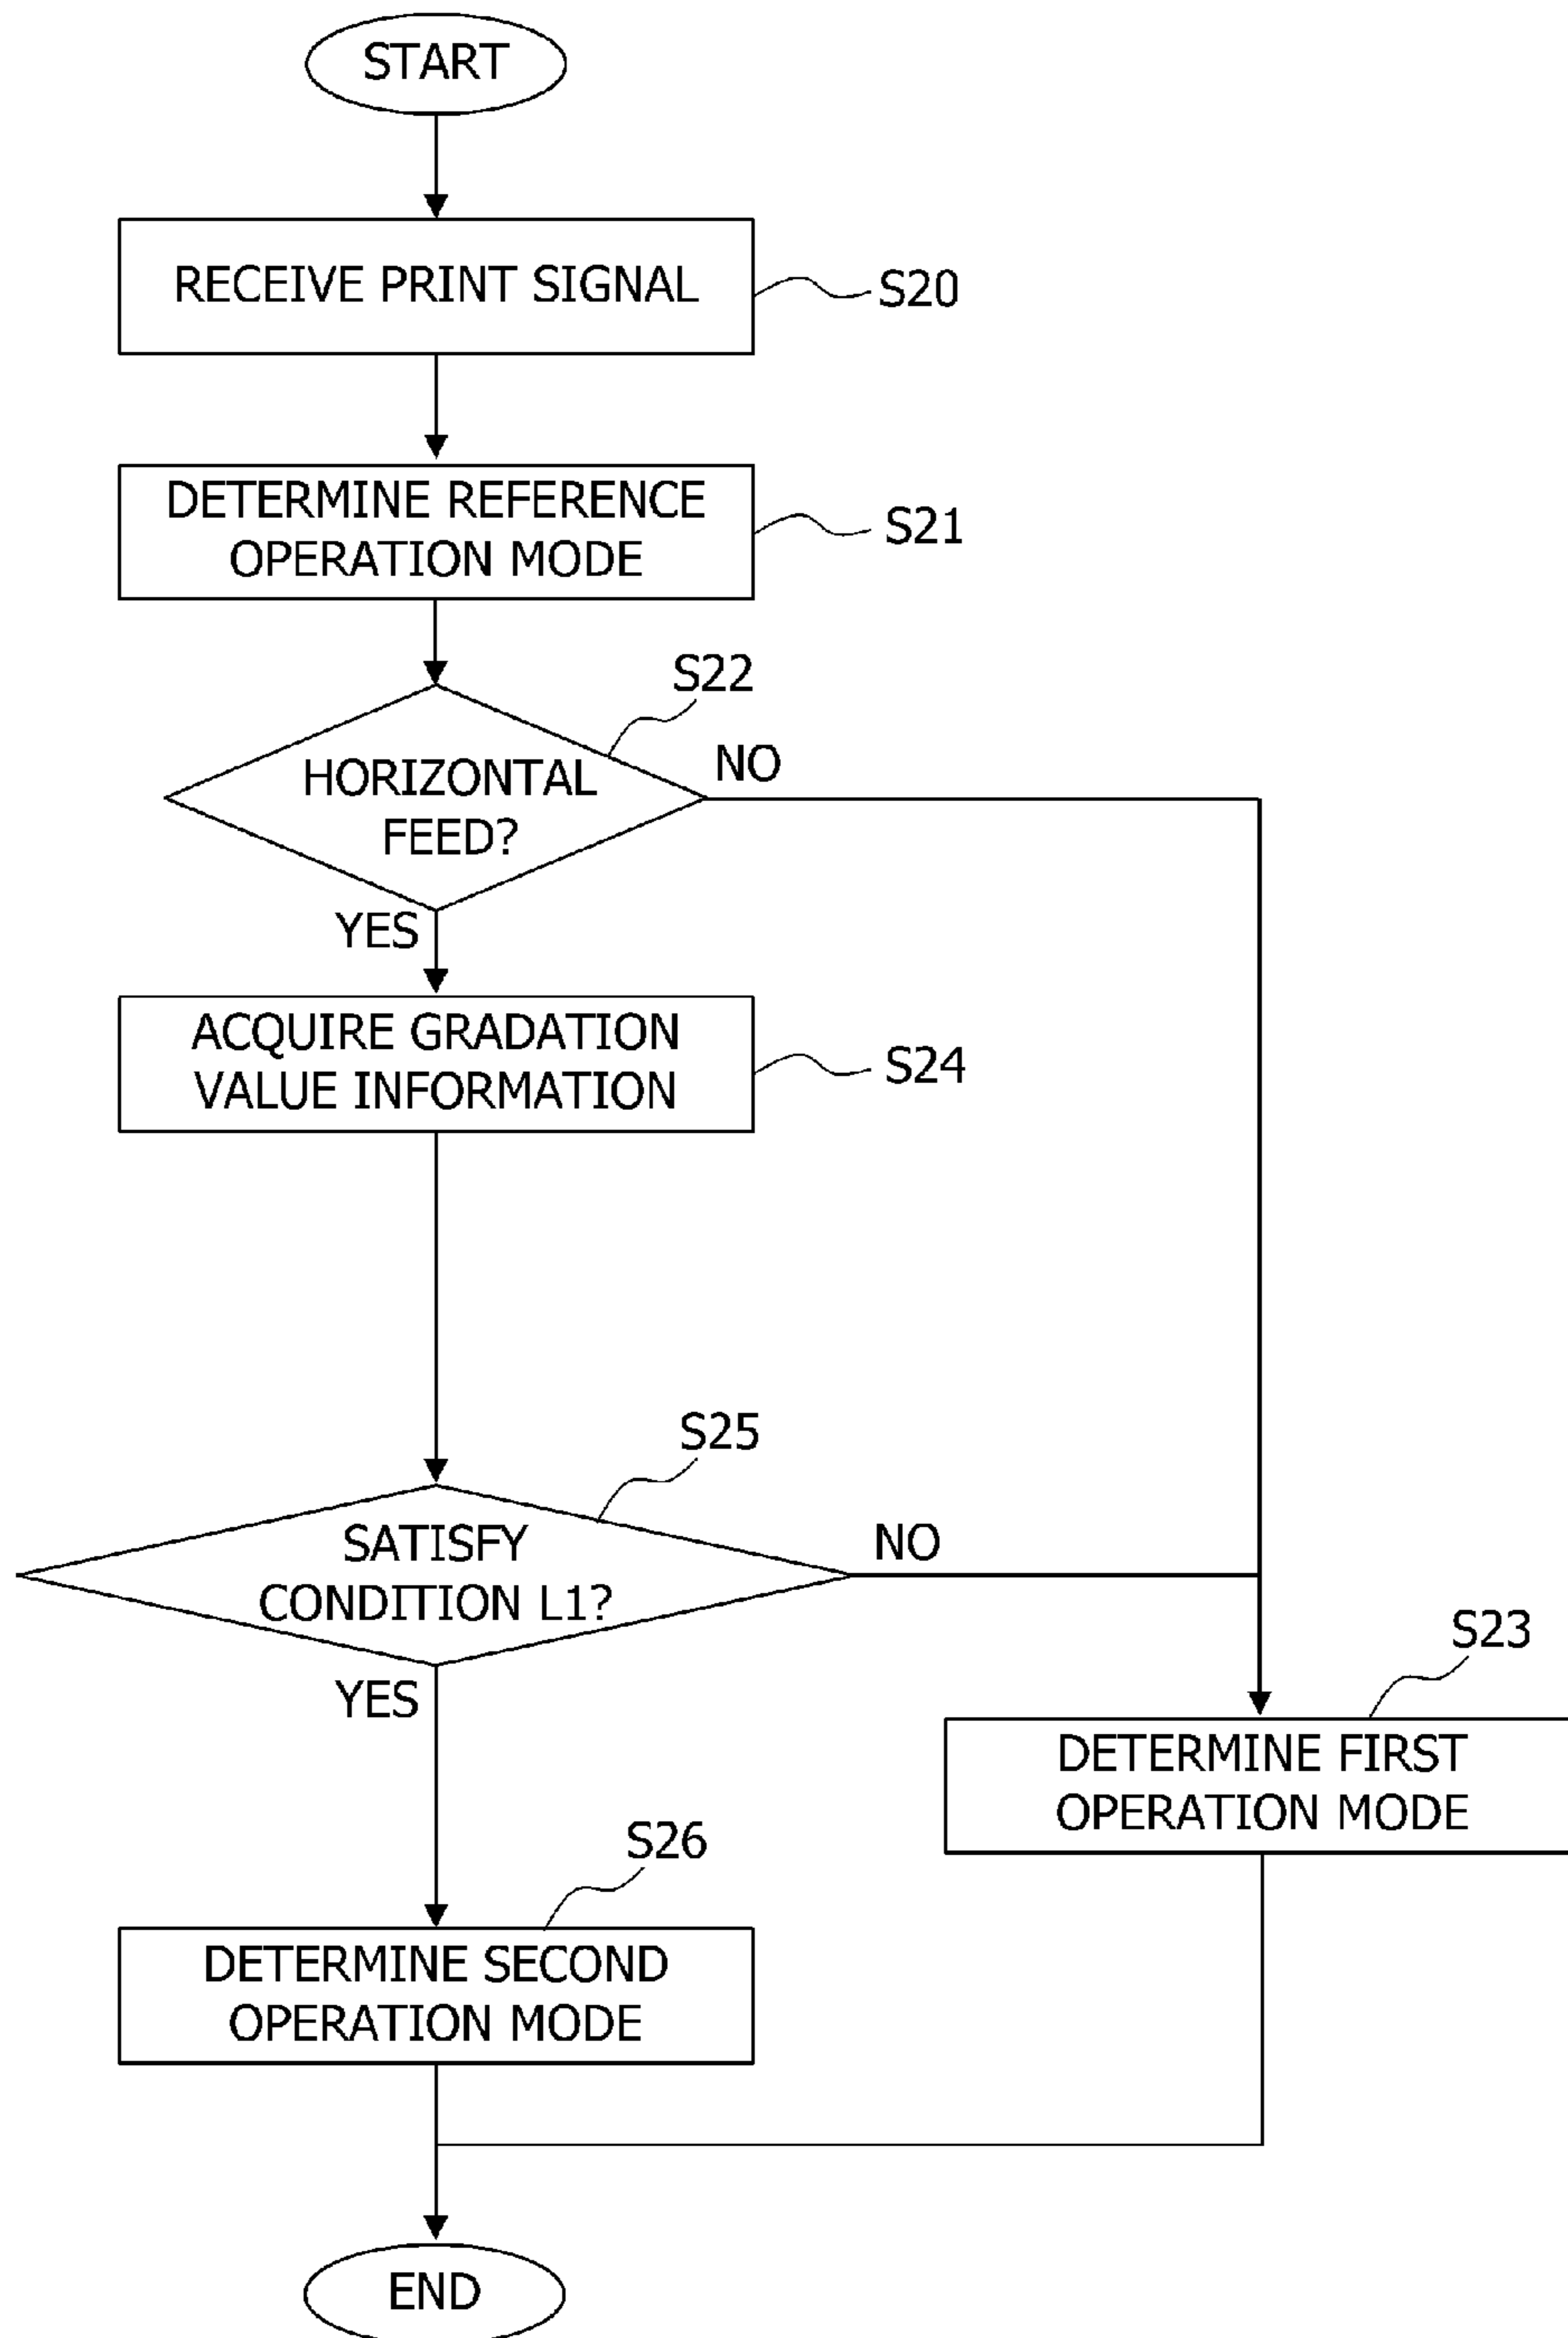 START
RECEIVE PRINT SIGNAL
S20
DETERMINE REFERENCE
OPERATION MODE
S21
S22
HORIZONTAL
FEED?
NO
YES
ACQUIRE GRADATION
VALUE INFORMATION
S24
S25
SATISFY
CONDITION L1?
NO
YES
S23
DETERMINE FIRST
OPERATION MODE
S26
DETERMINE SECOND
OPERATION MODE
END